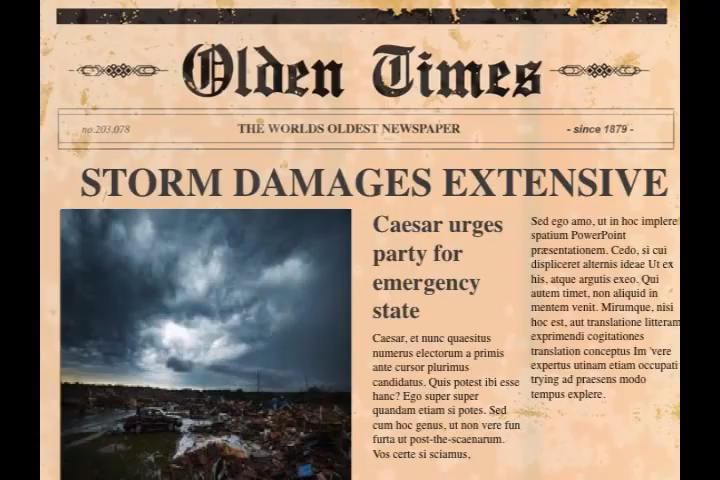 Olden Times
no.203.078
THE WORLDS OLDEST NEWSPAPER
- since 1879 -
STORM DAMAGES EXTENSIVE
Caesar urges
party for
emergency
state
Caesar, et nunc quaesitus
numerus electorum a primis
ante cursor plurimus
candidatus. Quis potest ibi esse
hanc? Ego super super
quandam etiam si potes. Sed
cum hoc genus, ut non vere fun
furta ut post-the-scaenarum.
Vos certe si sciamus,
Sed ego amo, ut in hoc implere
spatium PowerPoint
præsentationem. Cedo, si cui
displiceret alternis ideae Ut ex
his, atque argutis exeo. Qui
autem timet, non aliquid in
mentem venit. Mirumque, nisi
hoc est, aut translatione litteram
exprimendi cogitationes
translation conceptus Im 'vere
expertus utinam etiam occupati
trying ad praesens modo
tempus explere.